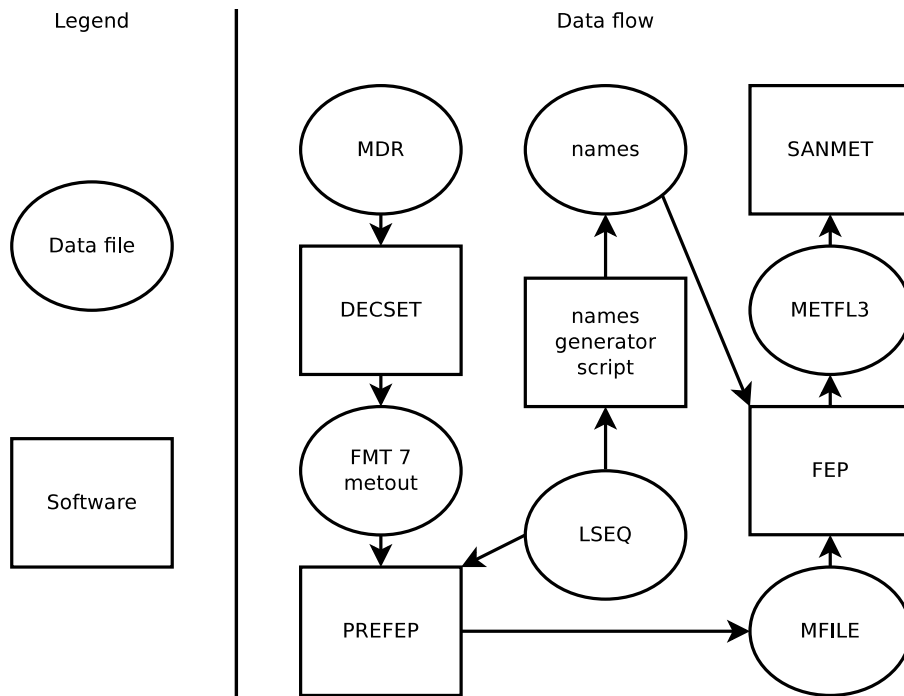 Legend
Data flow
Data file
Software
MDR
names
SANMET
DECSET
names
generator
script
METFL3
FMT 7
metout
LSEQ
FEP
PREFEP
MFILE